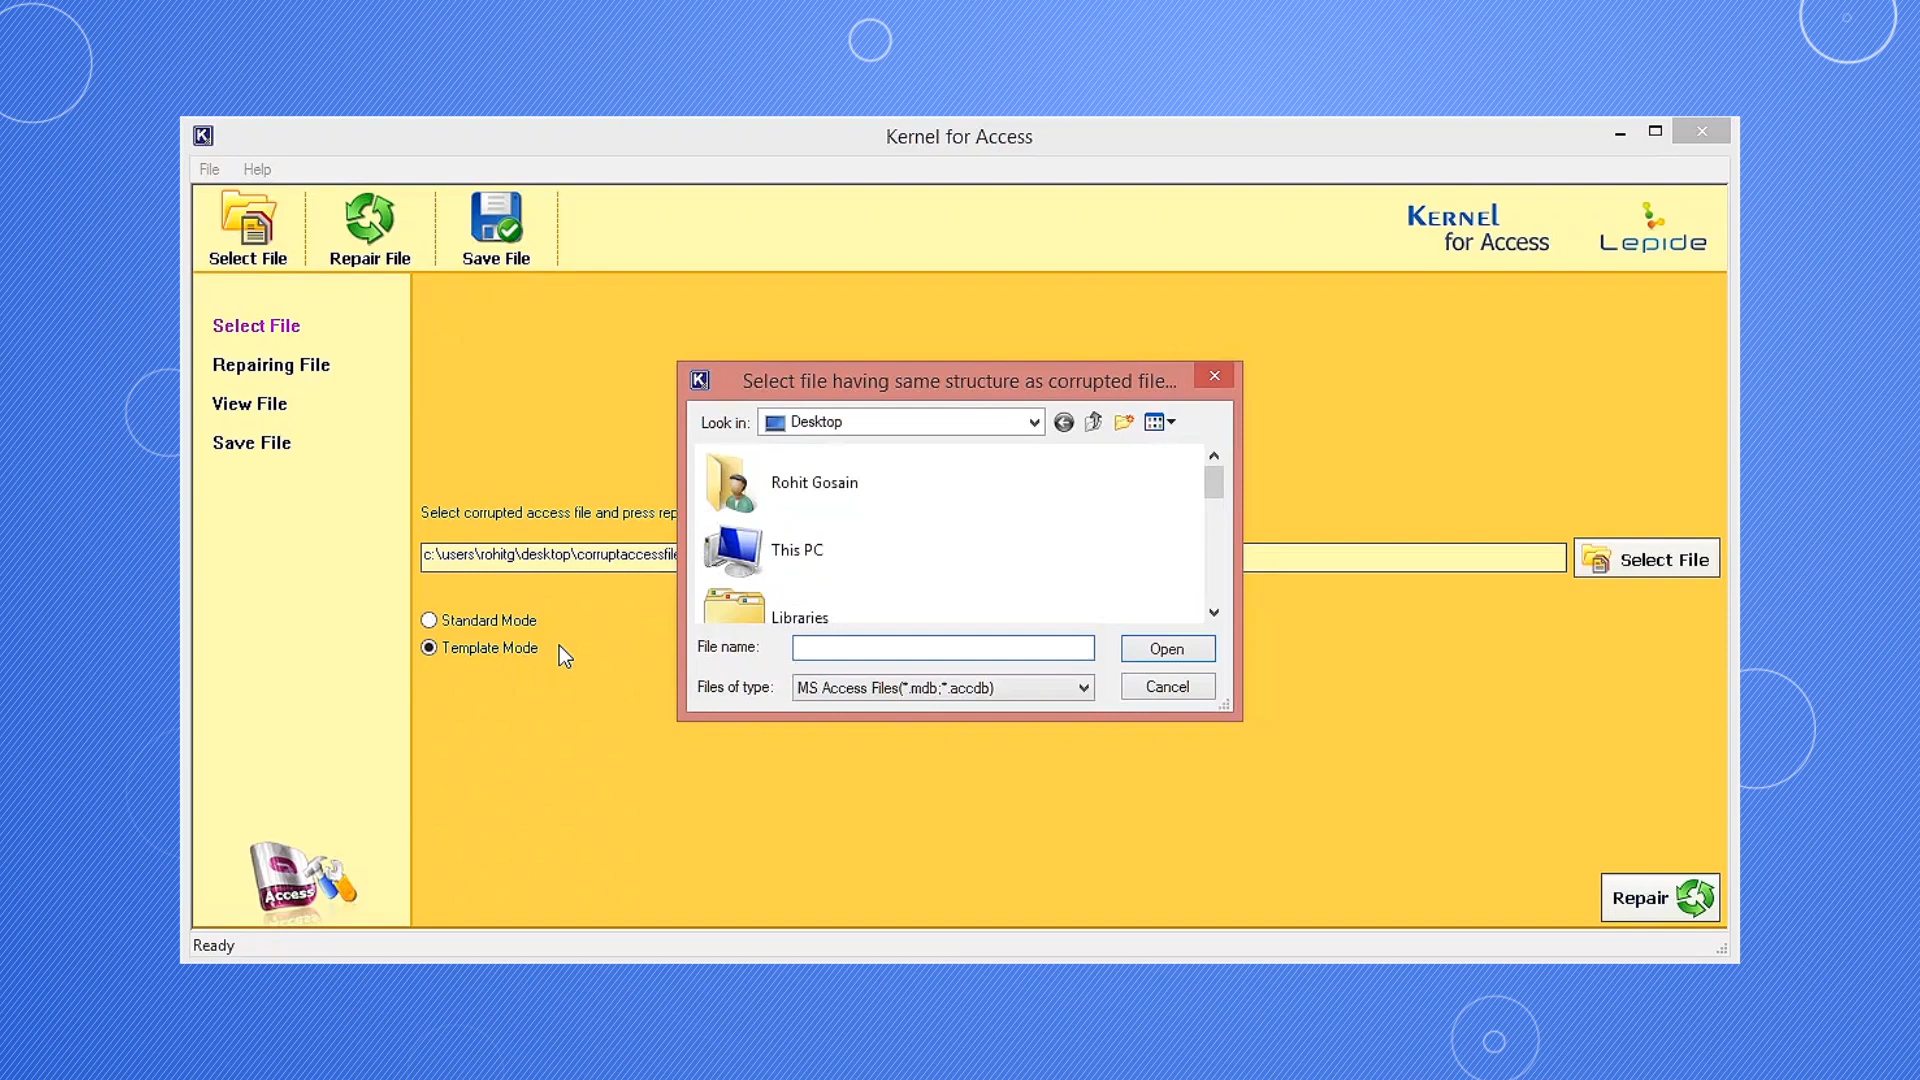 Kernel for Access
File Help
Select File Repair File Save File
KERNEL
for Access
Lepide
Select File
Repairing File
View File
Save File
Select file having same structure as corrupted file...
Look in: Desktop
Rohit Gosain
This PC
Libraries
File name: Open
Files of type: MS Access Files(*.mdb;*.accdb) Cancel
Select corrupted access file and press rep
c:\users\rohitg\desktop\corruptaccessfile
Select File
Standard Mode
Template Mode
Access
Repair
Ready